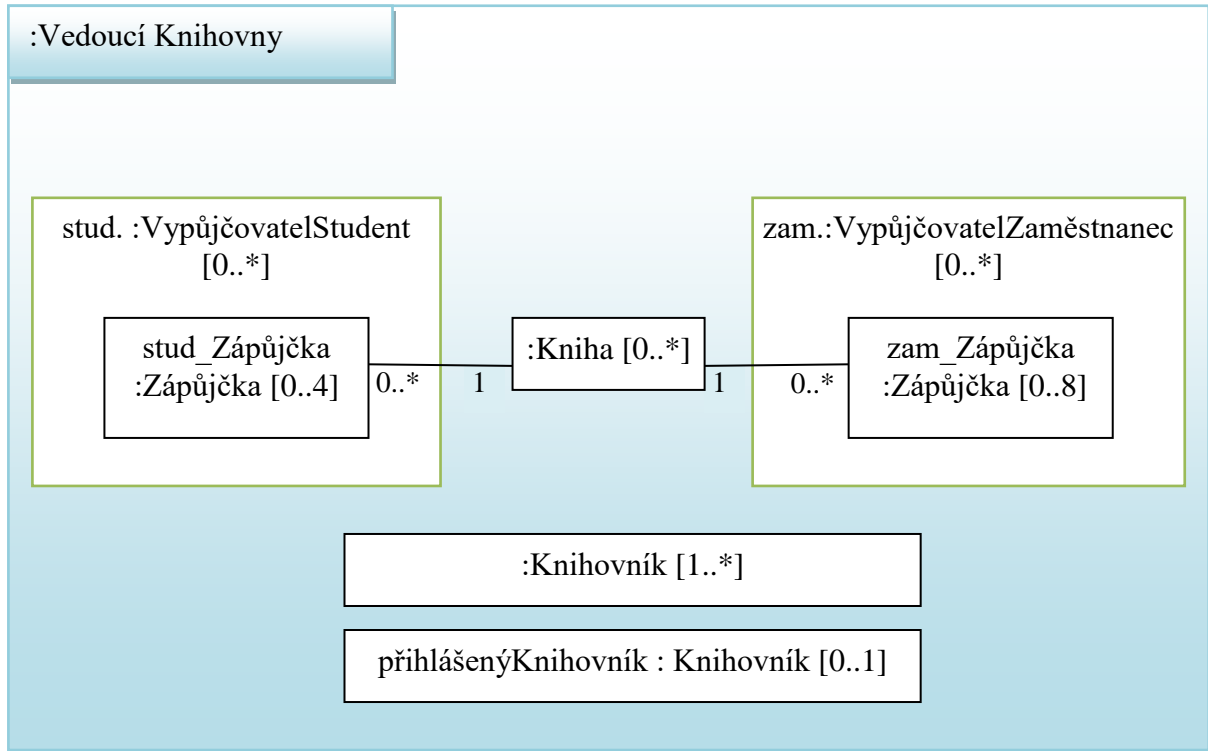 :Vedoucí Knihovny
stud. :VypůjčovatelStudent
[0..*]
stud_Zápůjčka
:Zápůjčka [0..4]
0..*
1
:Kniha [0..*]
1
0..*
zam.:VypůjčovatelZaměstnanec
[0..*]
zam_Zápůjčka
:Zápůjčka [0..8]
:Knihovník [1..*]
přihlášenýKnihovník : Knihovník [0..1]